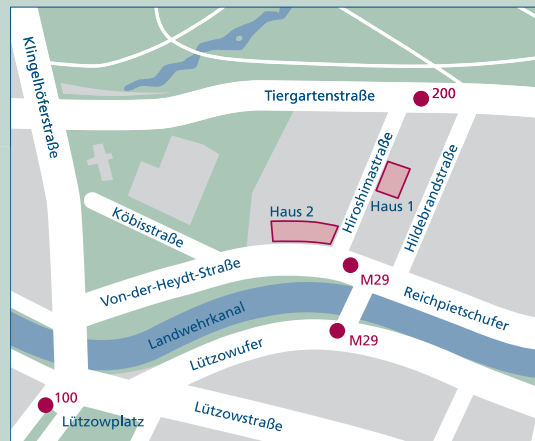 Klingelhöferstraße
Tiergartenstraße
200
Hiroshimastraße
Hildebrandstraße
Haus 1
Haus 2
Köbisstraße
Von-der-Heydt-Straße
M29
Reichpietschufer
Landwehrkanal
M29
Lützowufer
100
Lützowplatz
Lützowstraße